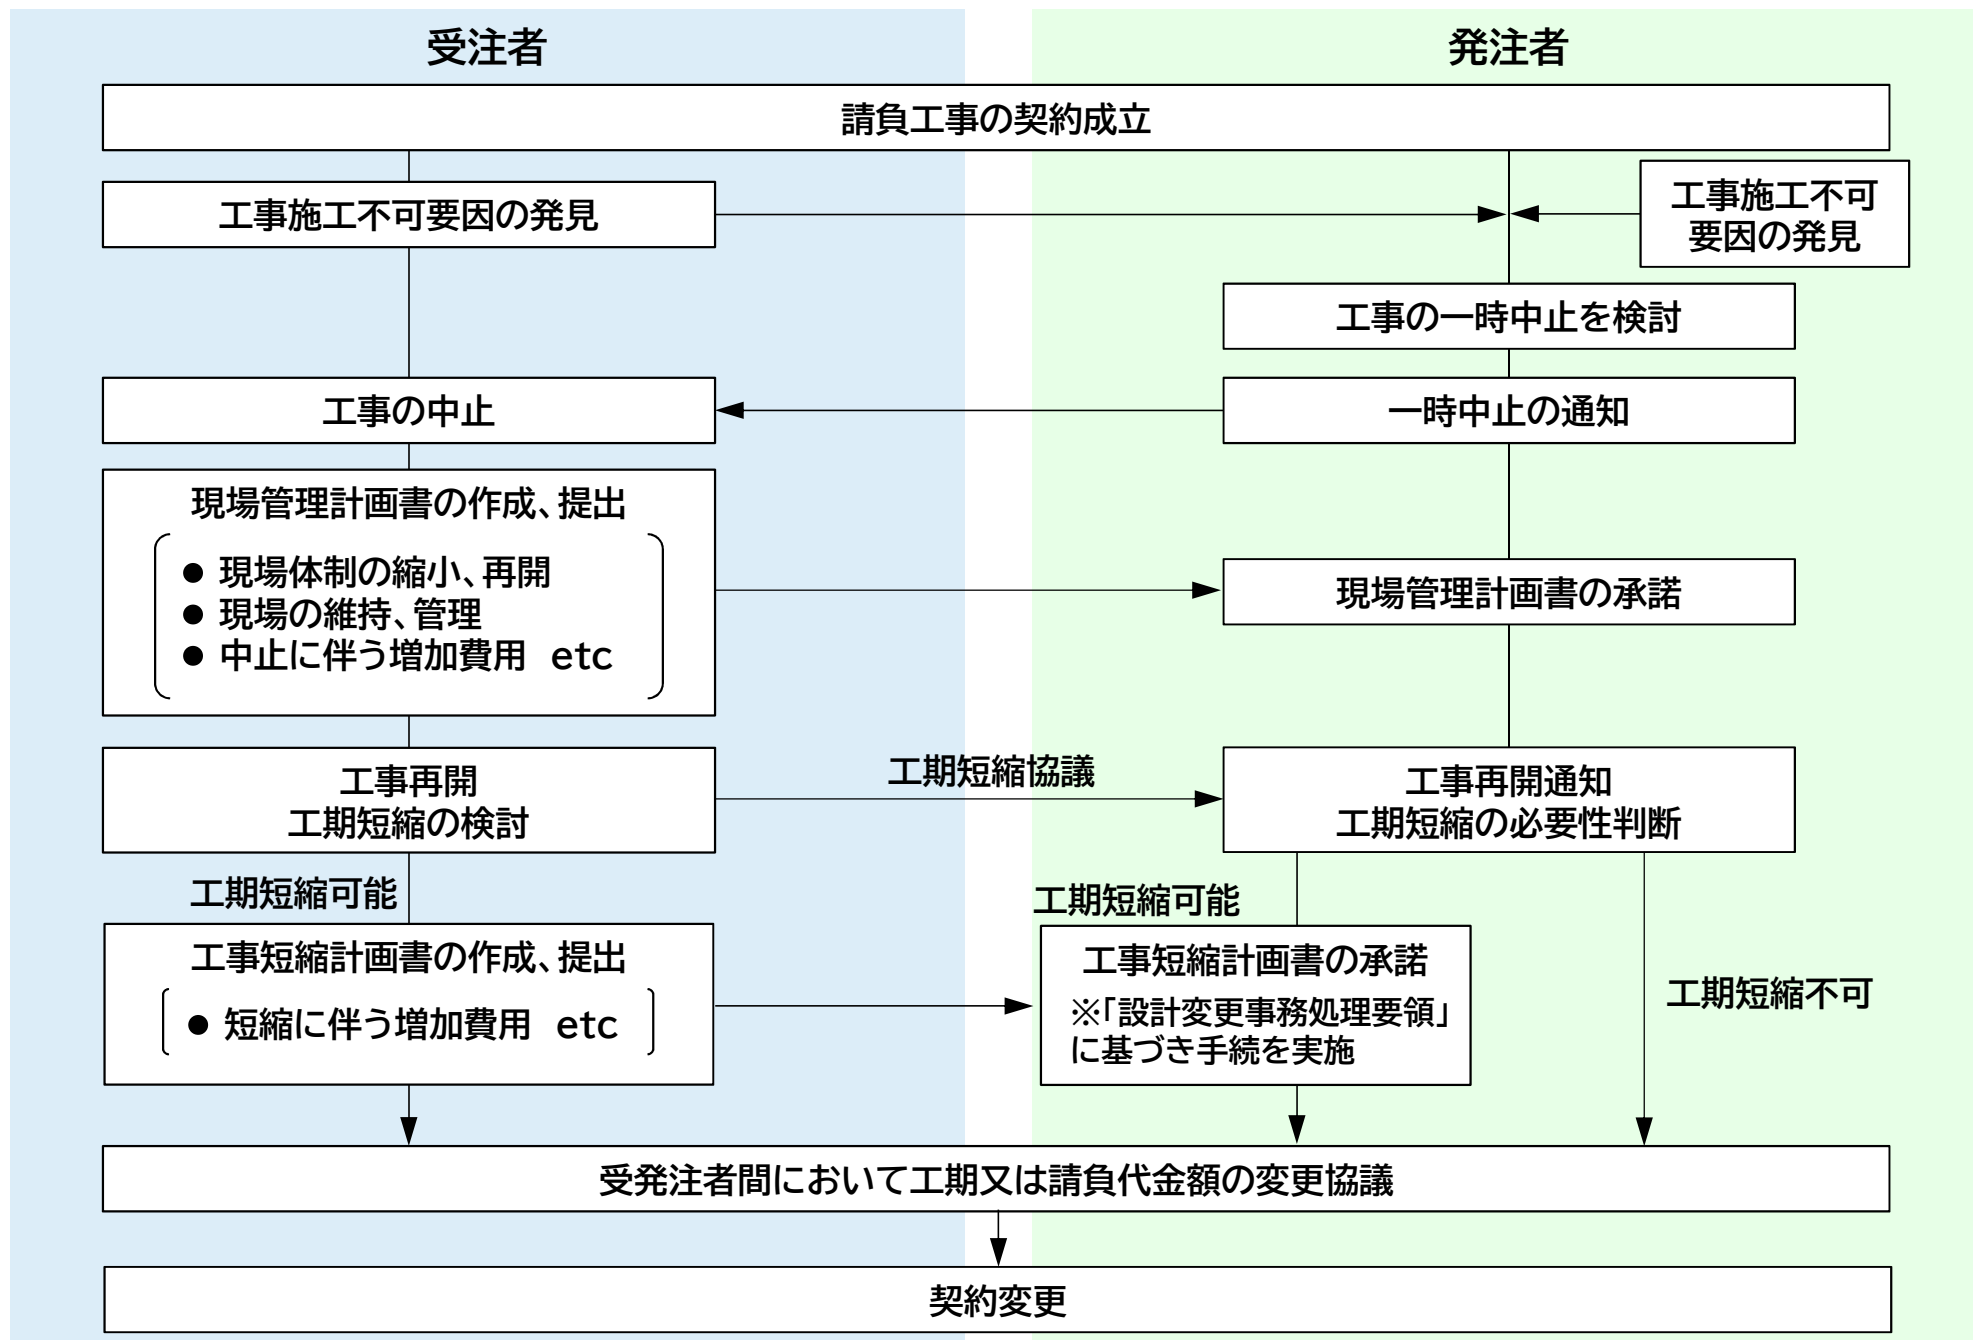 受注者
発注者
請負工事の契約成立
工事施工不可要因の発見
工事施工不可
要因の発見
工事の一時中止を検討
工事の中止
一時中止の通知
現場管理計画書の作成、提出
● 現場体制の縮小、再開
● 現場の維持、管理
● 中止に伴う増加費用 etc
現場管理計画書の承諾
工事再開
工期短縮の検討
工期短縮協議
工事再開通知
工期短縮の必要性判断
工期短縮可能
工期短縮可能
工事短縮計画書の作成、提出
● 短縮に伴う増加費用 etc
工事短縮計画書の承諾
※「設計変更事務処理要領」
に基づき手続を実施
工期短縮不可
受発注者間において工期又は請負代金額の変更協議
契約変更